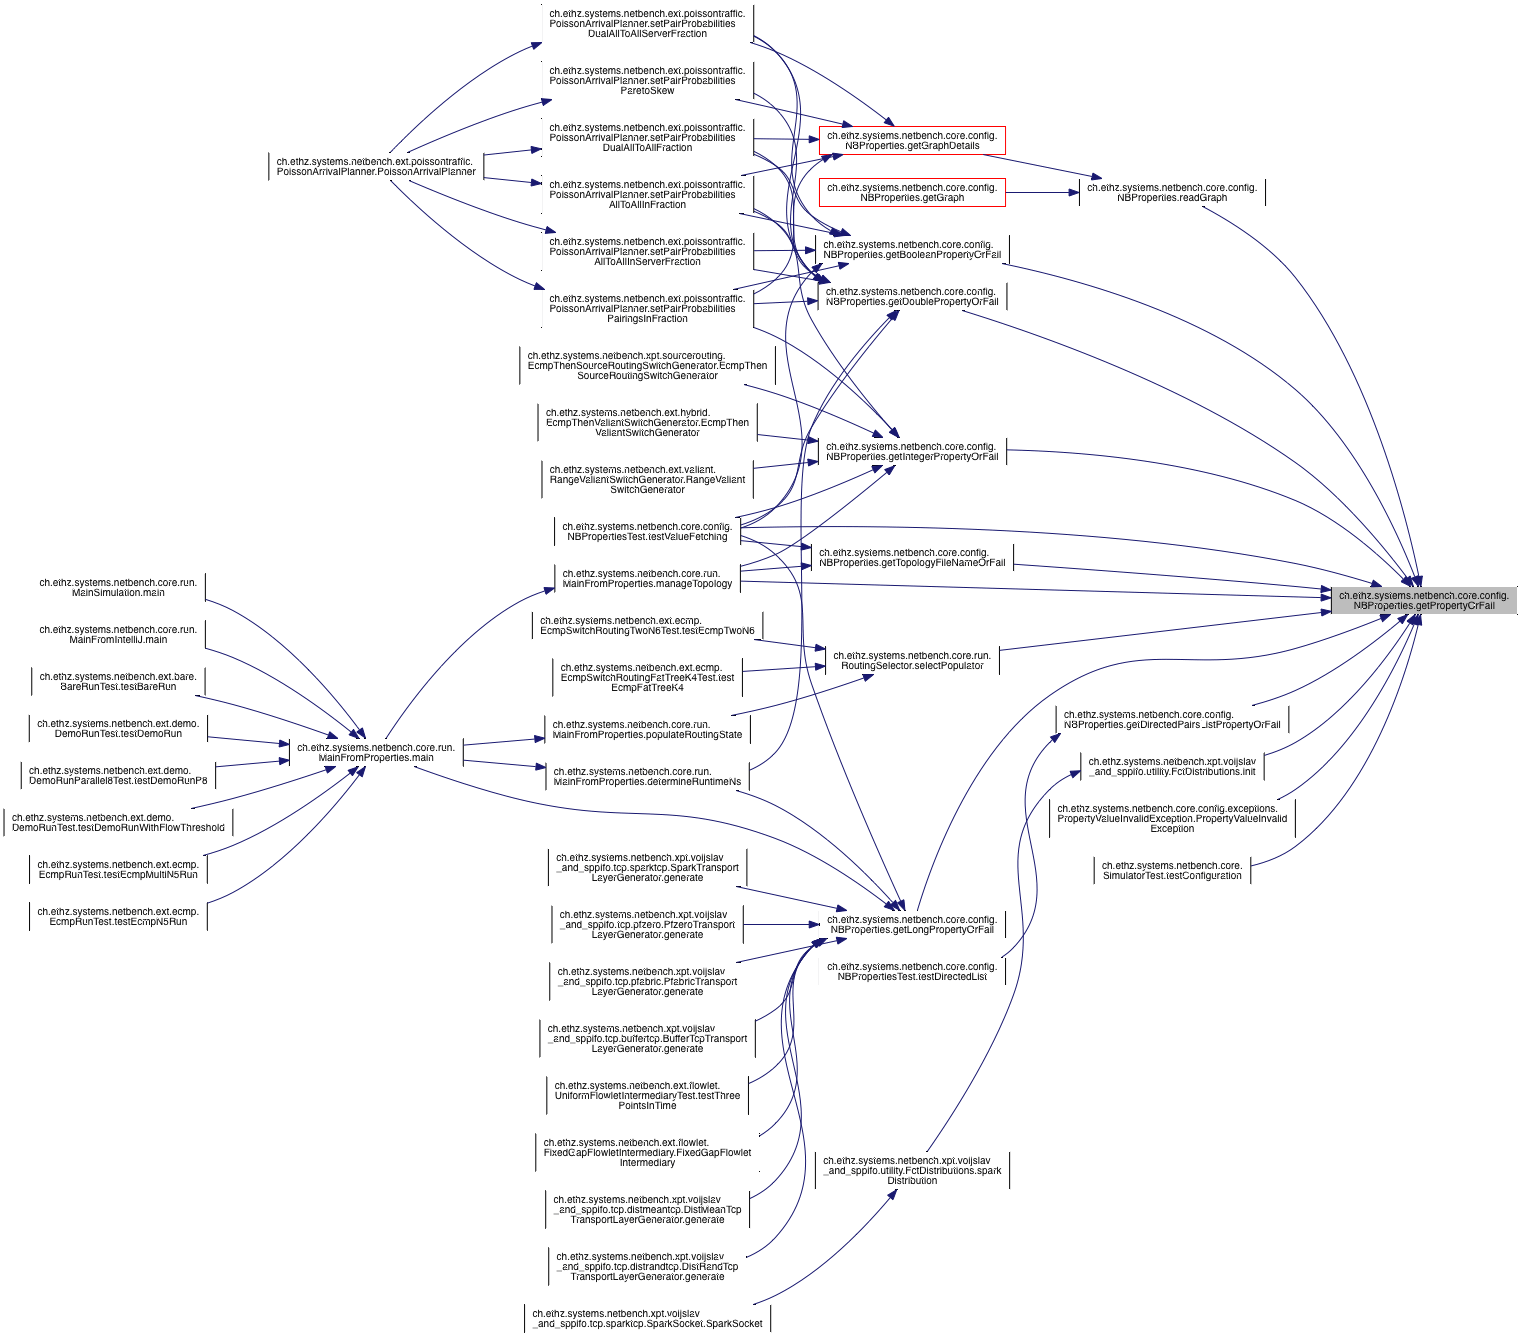 ch.ethz.systems.netbench.ext.poissontraffic.
PoissonArrivalPlanner.PoissonArrivalPlanner
ch.ethz.systems.netbench.ext.poissontraffic.
PoissonArrivalPlanner.setPairProbabilities
DualAllToAllServerFraction
ch.ethz.systems.netbench.ext.poissontraffic.
PoissonArrivalPlanner.setPairProbabilities
ParetoSkew
ch.ethz.systems.netbench.ext.poissontraffic.
PoissonArrivalPlanner.setPairProbabilities
DualAllToAllFraction
ch.ethz.systems.netbench.ext.poissontraffic.
PoissonArrivalPlanner.setPairProbabilities
AllToAllInFraction
ch.ethz.systems.netbench.ext.poissontraffic.
PoissonArrivalPlanner.setPairProbabilities
AllToAllInServerFraction
ch.ethz.systems.netbench.ext.poissontraffic.
PoissonArrivalPlanner.setPairProbabilities
PairingsInFraction
ch.ethz.systems.netbench.xpt.sourcerouting.
EcmpThenSourceRoutingSwitchGenerator.EcmpThen
SourceRoutingSwitchGenerator
ch.ethz.systems.netbench.ext.hybrid.
EcmpThenValiantSwitchGenerator.EcmpThen
ValiantSwitchGenerator
ch.ethz.systems.netbench.ext.valiant.
RangeValiantSwitchGenerator.RangeValiant
SwitchGenerator
ch.ethz.systems.netbench.core.config.
NBPropertiesTest.testValueFetching
ch.ethz.systems.netbench.core.run.
MainFromProperties.manageTopology
ch.ethz.systems.netbench.ext.ecmp.
EcmpSwitchRoutingTwoN6Test.testEcmpTwoN6
ch.ethz.systems.netbench.ext.ecmp.
EcmpSwitchRoutingFatTreeK4Test.test
EcmpFatTreeK4
ch.ethz.systems.netbench.core.run.
MainFromProperties.populateRoutingState
ch.ethz.systems.netbench.core.run.
MainFromProperties.determineRuntimeNs
ch.ethz.systems.netbench.core.run.
MainSimulation.main
ch.ethz.systems.netbench.core.run.
MainFromIntelliJ.main
ch.ethz.systems.netbench.ext.bare.
BareRunTest.testBareRun
ch.ethz.systems.netbench.ext.demo.
DemoRunTest.testDemoRun
ch.ethz.systems.netbench.ext.demo.
DemoRunParallel8Test.testDemoRunP8
ch.ethz.systems.netbench.ext.demo.
DemoRunTest.testDemoRunWithFlowThreshold
ch.ethz.systems.netbench.ext.ecmp.
EcmpRunTest.testEcmpMultiN5Run
ch.ethz.systems.netbench.ext.ecmp.
EcmpRunTest.testEcmpN5Run
ch.ethz.systems.netbench.core.run.
MainFromProperties.main
ch.ethz.systems.netbench.xpt.voijslav
_and_sppifo.tcp.sparktcp.SparkTransport
LayerGenerator.generate
ch.ethz.systems.netbench.xpt.voijslav
_and_sppifo.tcp.pfzero.PfzeroTransport
LayerGenerator.generate
ch.ethz.systems.netbench.xpt.voijslav
_and_sppifo.tcp.pfabric.PfabricTransport
LayerGenerator.generate
ch.ethz.systems.netbench.xpt.voijslav
_and_sppifo.tcp.buffertcp.BufferTcpTransport
LayerGenerator.generate
ch.ethz.systems.netbench.ext.flowlet.
UniformFlowletIntermediaryTest.testThree
PointsInTime
ch.ethz.systems.netbench.ext.flowlet.
FixedGapFlowletIntermediary.FixedGapFlowlet
Intermediary
ch.ethz.systems.netbench.xpt.voijslav
_and_sppifo.tcp.distmeantcp.DistMeanTcp
TransportLayerGenerator.generate
ch.ethz.systems.netbench.xpt.voijslav
_and_sppifo.tcp.distrandtcp.DistRandTcp
TransportLayerGenerator.generate
ch.ethz.systems.netbench.xpt.voijslav
_and_sppifo.tcp.sparktcp.SparkSocket.SparkSocket
ch.ethz.systems.netbench.core.config.
NBProperties.getGraphDetails
ch.ethz.systems.netbench.core.config.
NBProperties.getGraph
ch.ethz.systems.netbench.core.config.
NBProperties.getBooleanPropertyOrFail
ch.ethz.systems.netbench.core.config.
NBProperties.getDoublePropertyOrFail
ch.ethz.systems.netbench.core.config.
NBProperties.getIntegerPropertyOrFail
ch.ethz.systems.netbench.core.config.
NBProperties.getTopologyFileNameOrFail
ch.ethz.systems.netbench.core.run.
RoutingSelector.selectPopulator
ch.ethz.systems.netbench.core.config.
NBProperties.getLongPropertyOrFail
ch.ethz.systems.netbench.core.config.
NBPropertiesTest.testDirectedList
ch.ethz.systems.netbench.xpt.voijslav
_and_sppifo.utility.FctDistributions.spark
Distribution
ch.ethz.systems.netbench.core.config.
NBProperties.readGraph
ch.ethz.systems.netbench.core.config.
NBProperties.getDirectedPairsListPropertyOrFail
ch.ethz.systems.netbench.xpt.voijslav
_and_sppifo.utility.FctDistributions.init
ch.ethz.systems.netbench.core.config.exceptions.
PropertyValueInvalidException.PropertyValueInvalid
Exception
ch.ethz.systems.netbench.core.
SimulatorTest.testConfiguration
ch.ethz.systems.netbench.core.config.
NBProperties.getPropertyOrFail